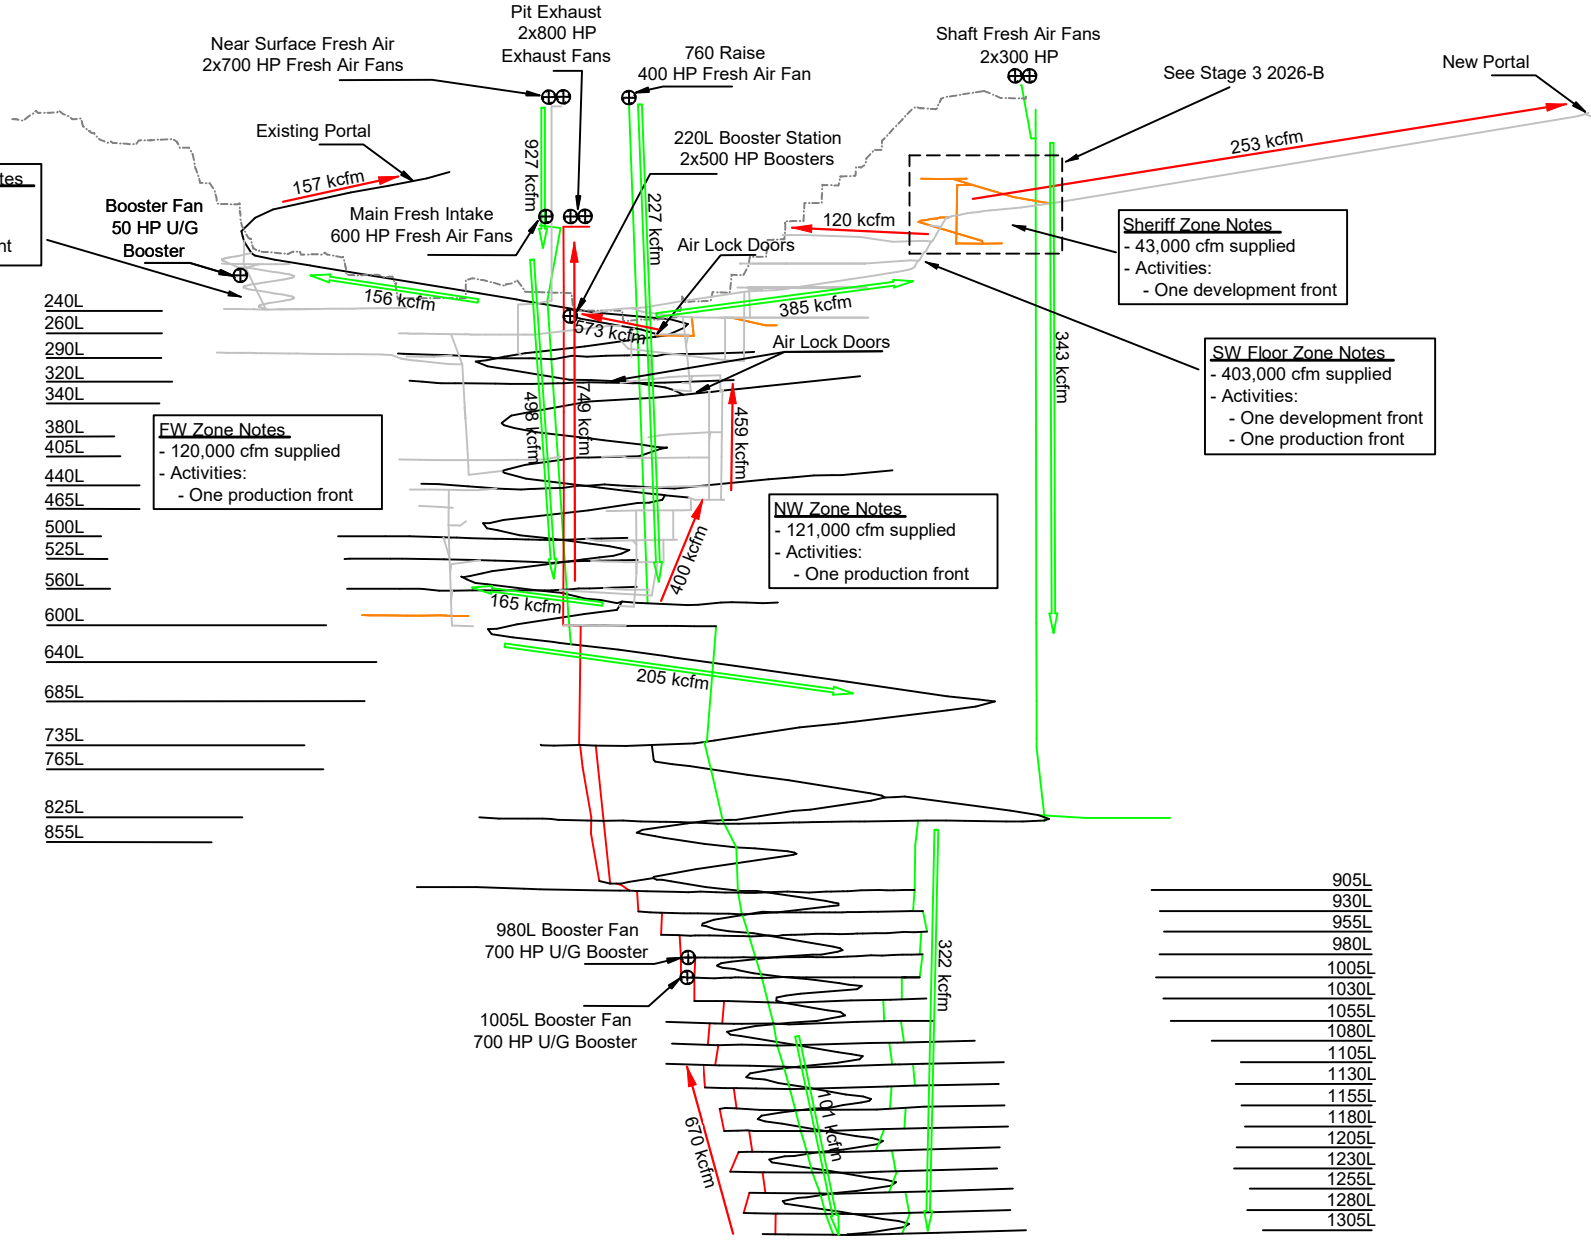 Pit Exhaust
2x800 HP
Exhaust Fans
Near Surface Fresh Air
2x700 HP Fresh Air Fans
760 Raise
400 HP Fresh Air Fan
Shaft Fresh Air Fans
2x300 HP
See Stage 3 2026-B
New Portal
Existing Portal
220L Booster Station
2x500 HP Boosters
927 kcfm
253 kcfm
157 kcfm
227 kcfm
Booster Fan
50 HP U/G
Booster
Main Fresh Intake
600 HP Fresh Air Fans
120 kcfm
Air Lock Doors
Sheriff Zone Notes
- 43,000 cfm supplied
- Activities:
- One development front
156 kcfm
385 kcfm
573 kcfm
Air Lock Doors
343 kcfm
SW Floor Zone Notes
- 403,000 cfm supplied
- Activities:
- One development front
- One production front
240L
260L
290L
320L
340L
380L
405L
440L
465L
500L
525L
560L
600L
640L
685L
735L
765L
825L
855L
FW Zone Notes
- 120,000 cfm supplied
- Activities:
- One production front
498 kcfm
749 kcfm
459 kcfm
NW Zone Notes
- 121,000 cfm supplied
- Activities:
- One production front
400 kcfm
165 kcfm
205 kcfm
980L Booster Fan
700 HP U/G Booster
1005L Booster Fan
700 HP U/G Booster
322 kcfm
101 kcfm
670 kcfm
905L
930L
955L
980L
1005L
1030L
1055L
1080L
1105L
1130L
1155L
1180L
1205L
1230L
1255L
1280L
1305L